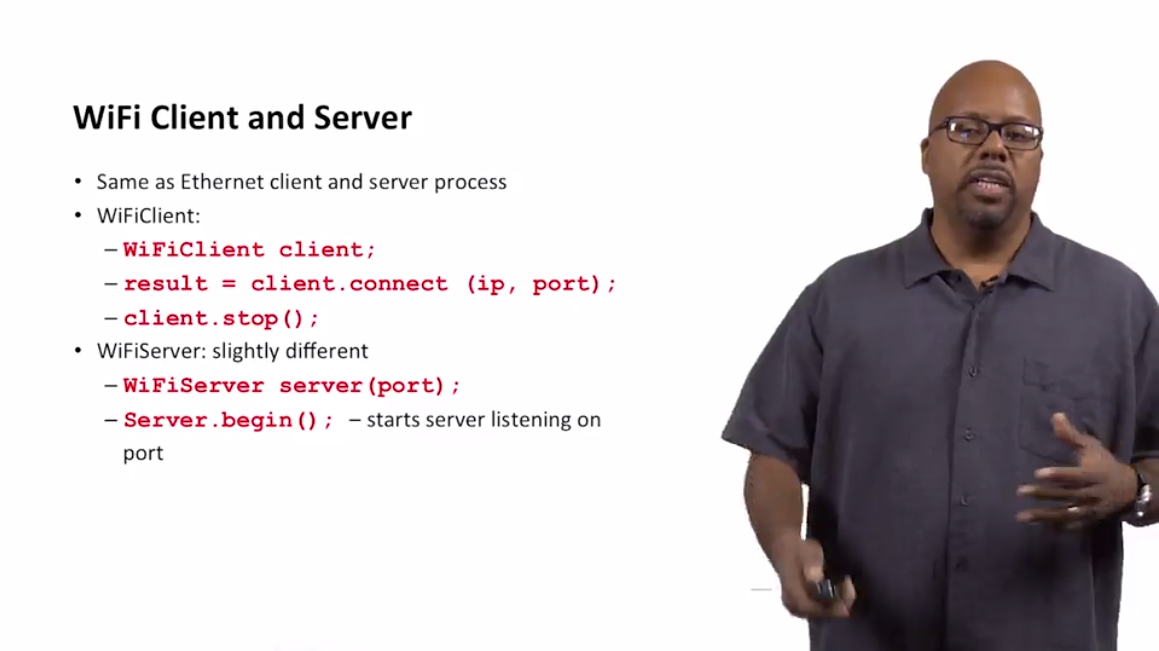 WiFi Client and Server
• Same as Ethernet client and server process
• WiFiClient:
– WiFiClient client;
– result = client.connect (ip, port);
– client.stop();
• WiFiServer: slightly different
– WiFiServer server(port);
– Server.begin(); – starts server listening on
port